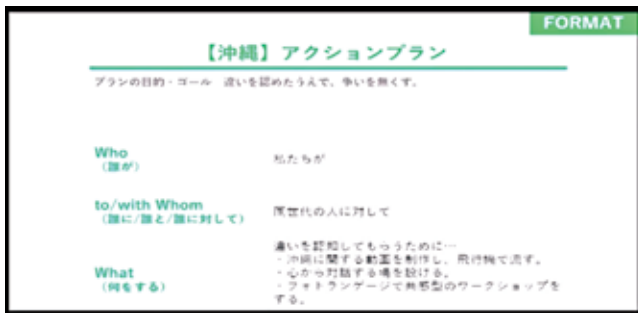 FORMAT
【沖縄】アクションプラン
プランの目的・ゴール 違いを認めたうえで、争いを無くす。
Who
(誰が)
私たちが
to/with Whom
(誰に/誰と/誰に対して)
同世代の人に対して
What
(何をする)
違いを認知してもらうために…
・沖縄に関する動画を制作し、飛行機で流す。
・心から対話する場を設ける。
・フォトランゲージで共感型のワークショップを
する。